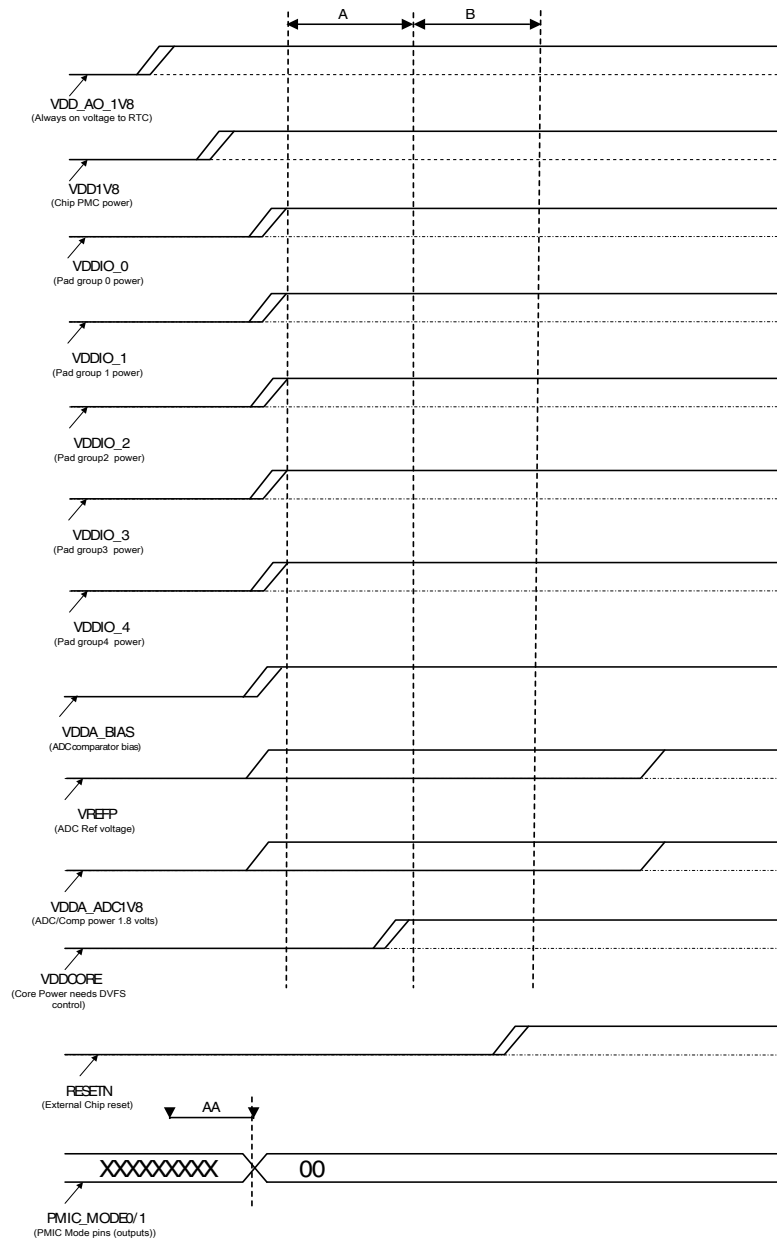 A
B
VDD_AO_1V8
(Always on voltage to RTC)
VDD1V8
(Chip PMC power)
VDDIO_0
(Pad group 0 power)
VDDIO_1
(Pad group 1 power)
VDDIO_2
(Pad group2 power)
VDDIO_3
(Pad group3 power)
VDDIO_4
(Pad group4 power)
VDDA_BIAS
(ADCcomparator bias)
VREFP
(ADC Ref voltage)
VDDA_ADC1V8
(ADC/Comp power 1.8 volts)
VDDCORE
(Core Power needs DVFS
control)
RESETN
(External Chip reset)
AA
XXXXXXXXX
00
PMIC_MODE0/1
(PMIC Mode pins (outputs))